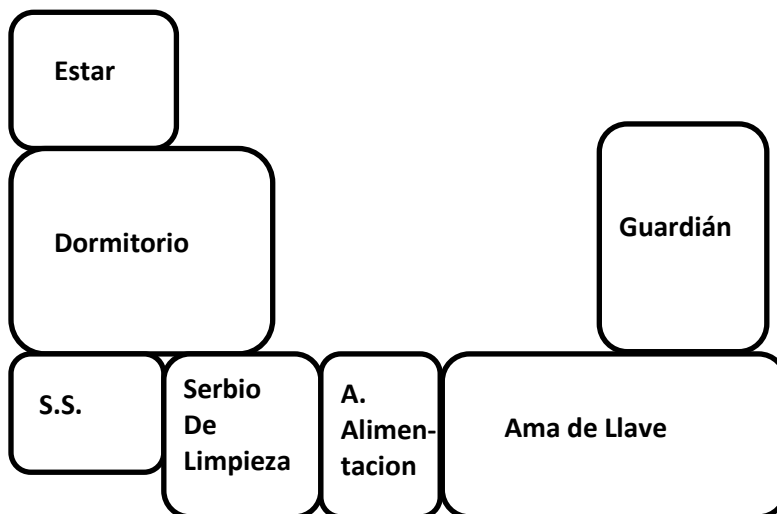 Estar
Dormitorio
Guardián
S.S.
Serbio
De
Limpieza
A.
Alimen-
tacion
Ama de Llave